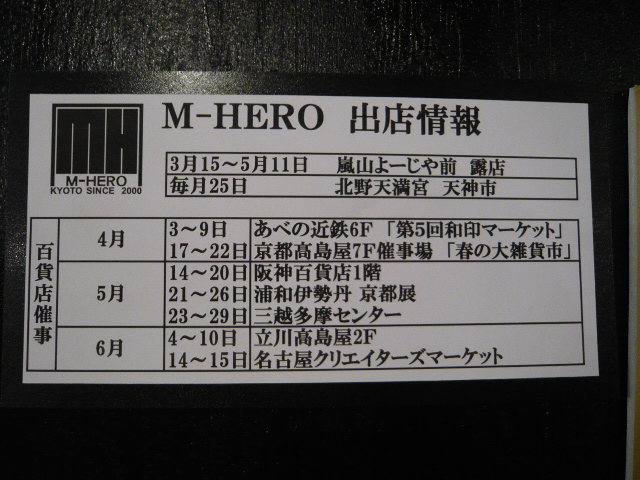 MH
M-HERO
KYOTO SINCE 2000
M-HERO 出店情報
3月15～5月11日 嵐山よーじや前 露店
毎月25日 北野天満宮 天神市
百貨店催事
4月
3～9日 あべの近鉄6F 「第5回和印マーケット」
17～22日 京都高島屋7F催事場 「春の大雑貨市」
5月
14～20日 阪神百貨店1階
21～26日 浦和伊勢丹 京都展
23～29日 三越多摩センター
6月
4～10日 立川高島屋2F
14～15日 名古屋クリエイターズマーケット